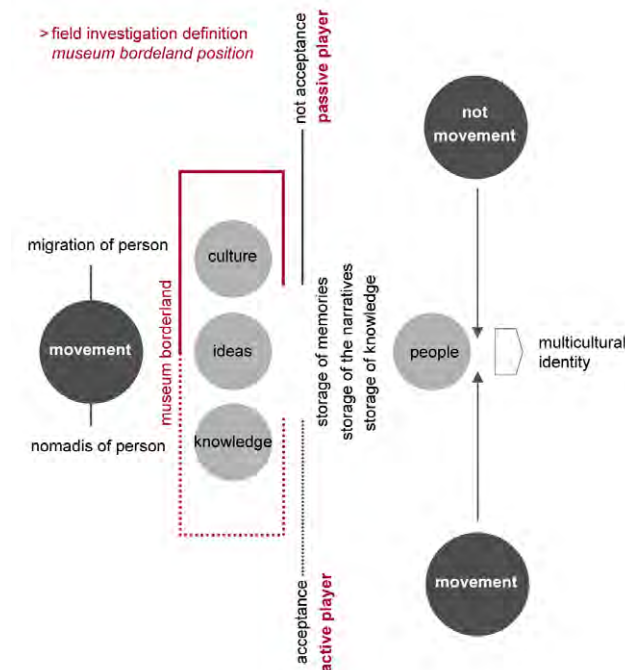 > field investigation definition
museum bordeland position
not acceptance
passive player
not
movement
migration of person
culture
museum borderland
movement
ideas
storage of memories
storage of the narratives
storage of knowledge
people
multicultural
identity
nomadis of person
knowledge
movement
acceptance
active player